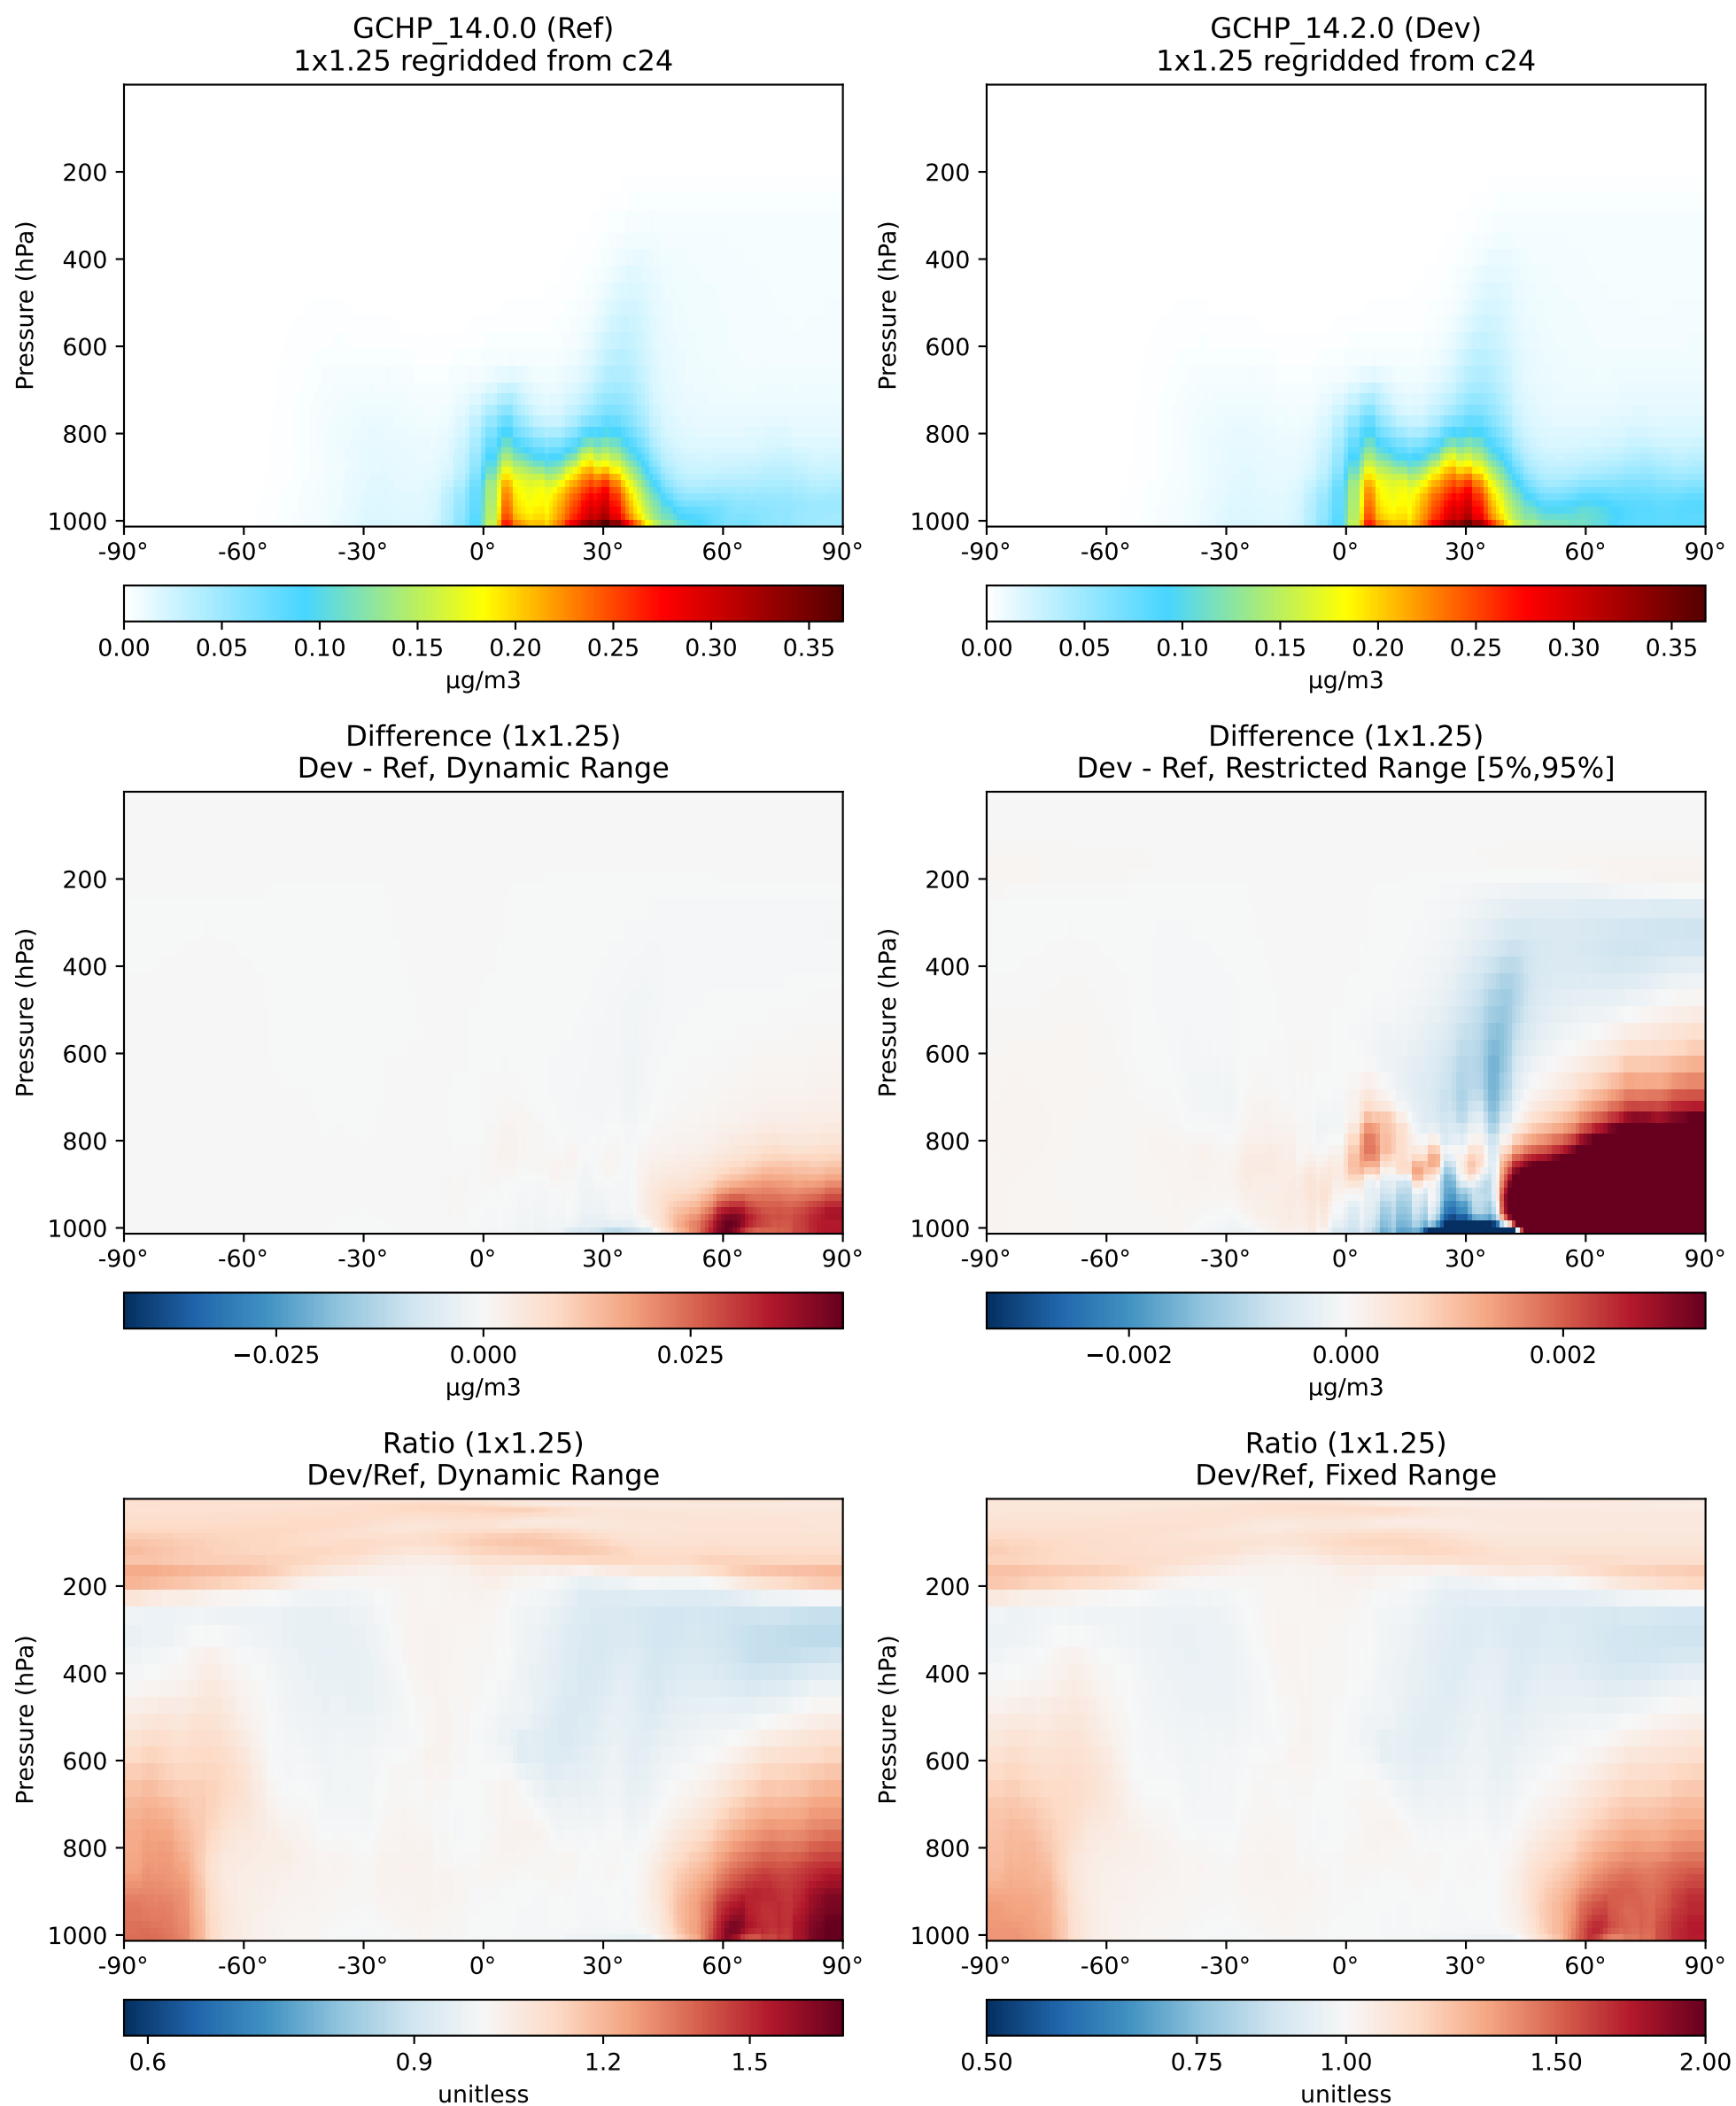 GCHP_14.0.0 (Ref)
1x1.25 regridded from c24
Pressure (hPa)
200
400
600
800
1000
-90° -60° -30° 0° 30° 60° 90°
0.00 0.05 0.10 0.15 0.20 0.25 0.30 0.35
µg/m3
GCHP_14.2.0 (Dev)
1x1.25 regridded from c24
Pressure (hPa)
200
400
600
800
1000
-90° -60° -30° 0° 30° 60° 90°
0.00 0.05 0.10 0.15 0.20 0.25 0.30 0.35
µg/m3
Difference (1x1.25)
Dev - Ref, Dynamic Range
Pressure (hPa)
200
400
600
800
1000
-90° -60° -30° 0° 30° 60° 90°
−0.025 0.000 0.025
µg/m3
Difference (1x1.25)
Dev - Ref, Restricted Range [5%,95%]
Pressure (hPa)
200
400
600
800
1000
-90° -60° -30° 0° 30° 60° 90°
−0.002 0.000 0.002
µg/m3
Ratio (1x1.25)
Dev/Ref, Dynamic Range
Pressure (hPa)
200
400
600
800
1000
-90° -60° -30° 0° 30° 60° 90°
0.6 0.9 1.2 1.5
unitless
Ratio (1x1.25)
Dev/Ref, Fixed Range
Pressure (hPa)
200
400
600
800
1000
-90° -60° -30° 0° 30° 60° 90°
0.50 0.75 1.00 1.50 2.00
unitless